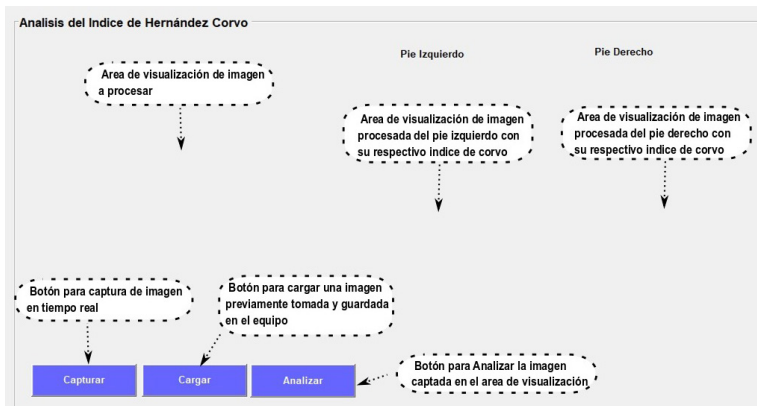 Analisis del Indice de Hernández Corvo
Pie Izquierdo
Pie Derecho
Area de visualización de imagen
a procesar
Area de visualización de imagen
procesada del pie izquierdo con
su respectivo indice de corvo
Area de visualización de imagen
procesada del pie derecho con
su respectivo indice de corvo
Botón para captura de imagen
en tiempo real
Botón para cargar una imagen
previamente tomada y guardada
en el equipo
Botón para Analizar la imagen
captada en el area de visualización
Capturar
Cargar
Analizar